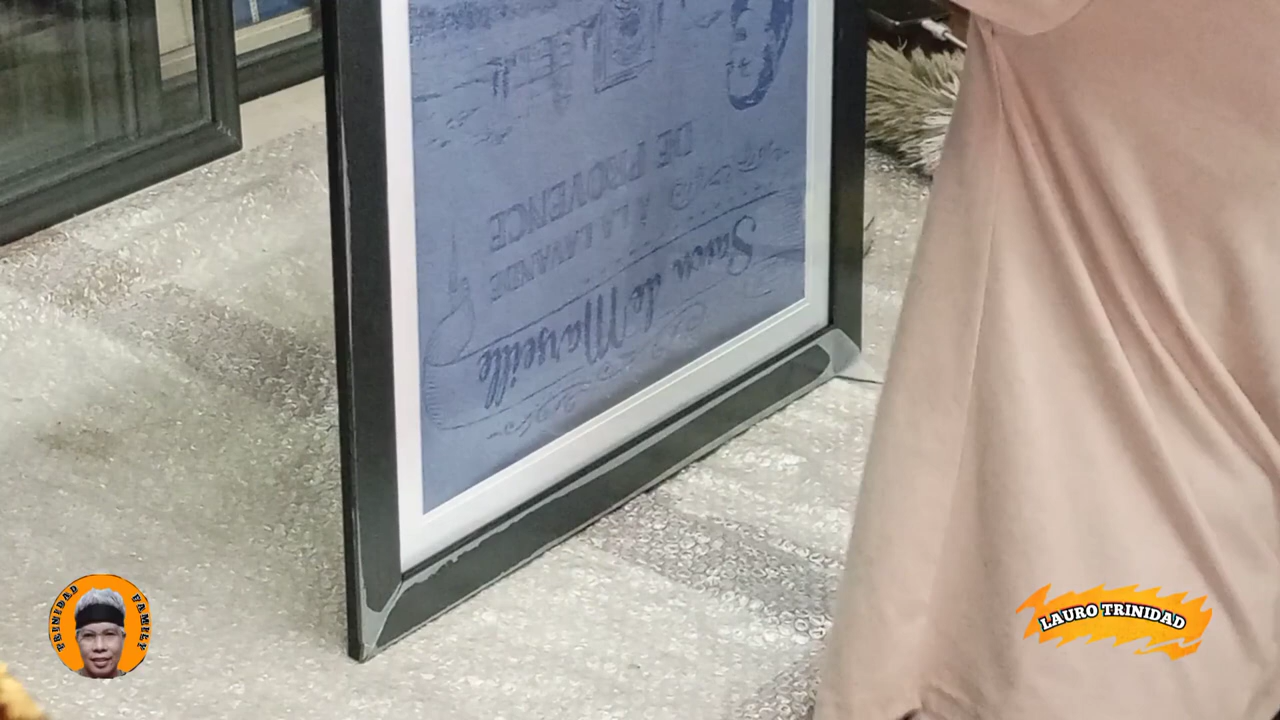 Savon de Marseille
À LA LAVANDE
DE PROVENCE
TRINIDAD FAMILY
LAURO TRINIDAD